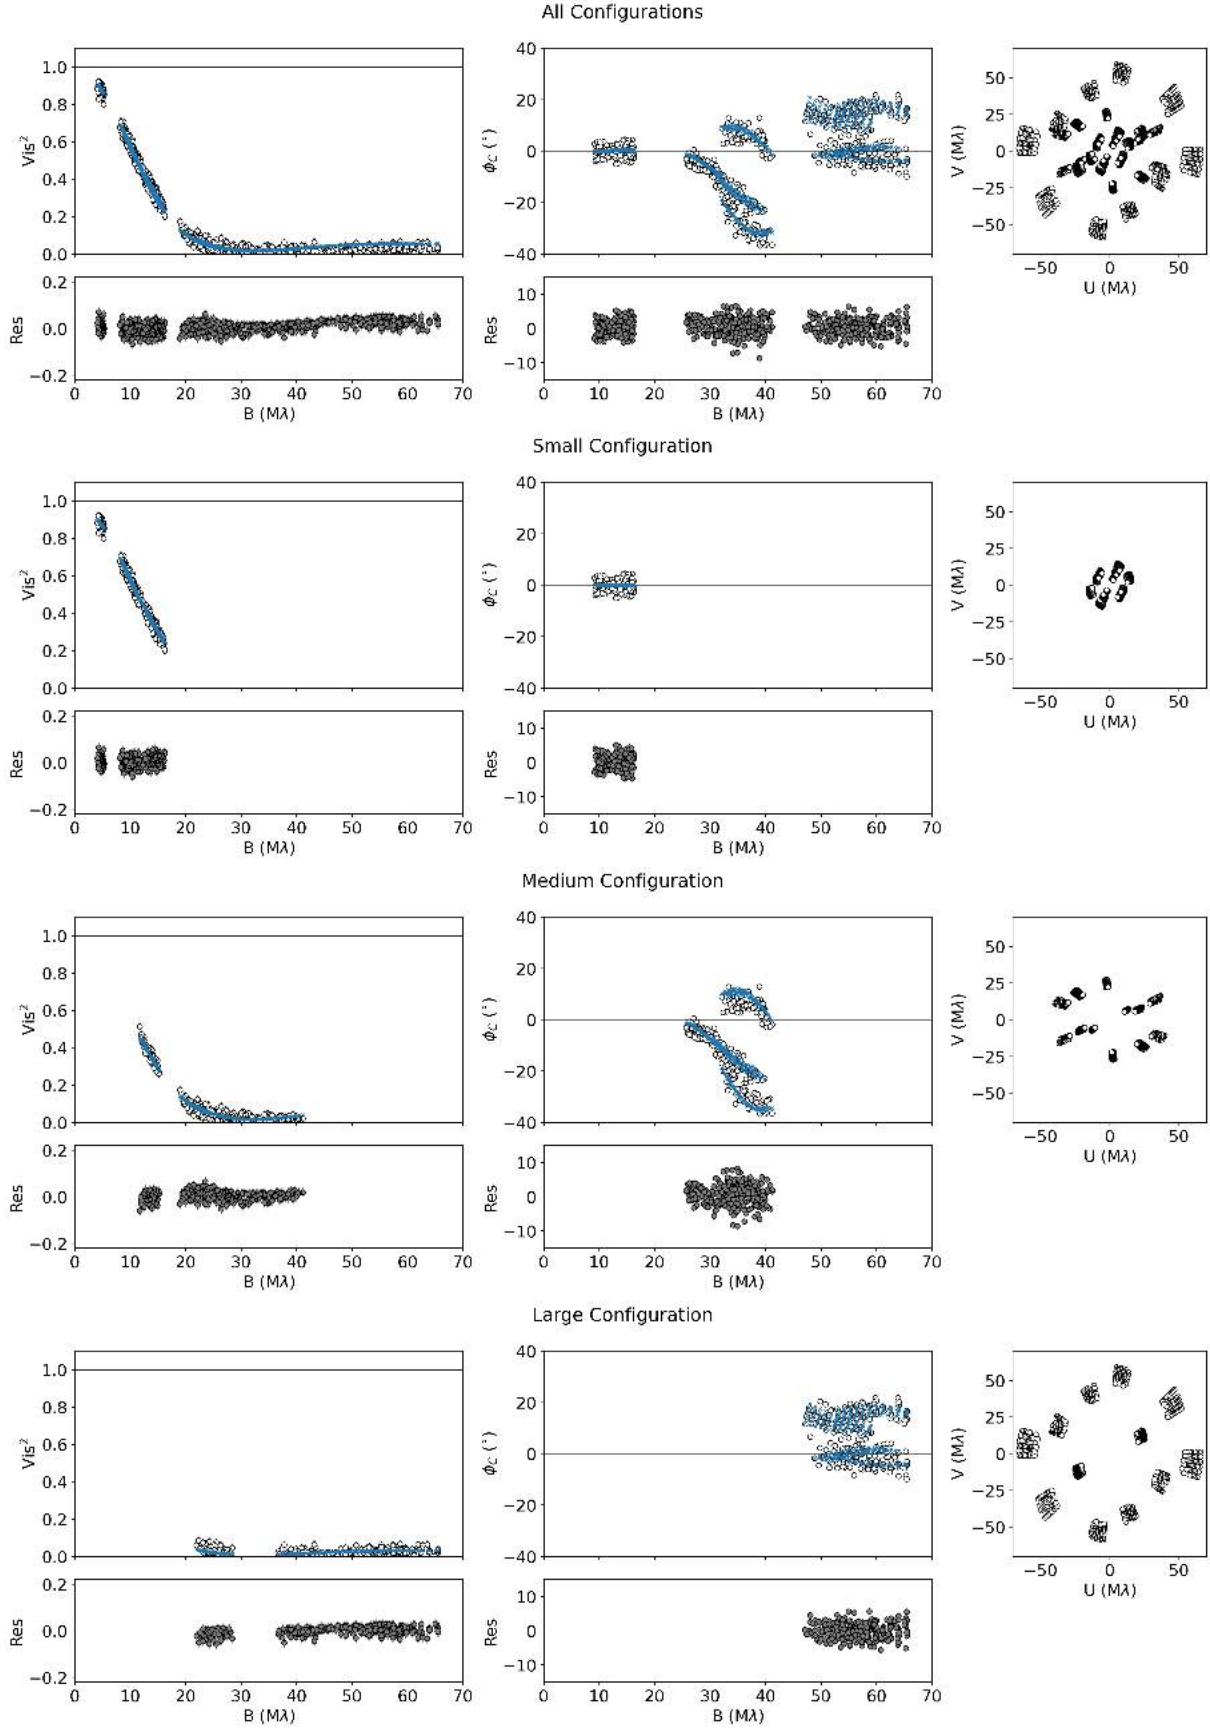 All Configurations
1.0
0.8
0.6
0.4
0.2
0.0
Vis²
40
20
0
−20
−40
ϕC (°)
50
25
0
−25
−50
V (Mλ)
−50 0 50
U (Mλ)
0.2
0.0
−0.2
Res
0 10 20 30 40 50 60 70
B (Mλ)
10
0
−10
Res
0 10 20 30 40 50 60 70
B (Mλ)
Small Configuration
1.0
0.8
0.6
0.4
0.2
0.0
Vis²
40
20
0
−20
−40
ϕC (°)
50
25
0
−25
−50
V (Mλ)
−50 0 50
U (Mλ)
0.2
0.0
−0.2
Res
0 10 20 30 40 50 60 70
B (Mλ)
10
0
−10
Res
0 10 20 30 40 50 60 70
B (Mλ)
Medium Configuration
1.0
0.8
0.6
0.4
0.2
0.0
Vis²
40
20
0
−20
−40
ϕC (°)
50
25
0
−25
−50
V (Mλ)
−50 0 50
U (Mλ)
0.2
0.0
−0.2
Res
0 10 20 30 40 50 60 70
B (Mλ)
10
0
−10
Res
0 10 20 30 40 50 60 70
B (Mλ)
Large Configuration
1.0
0.8
0.6
0.4
0.2
0.0
Vis²
40
20
0
−20
−40
ϕC (°)
50
25
0
−25
−50
V (Mλ)
−50 0 50
U (Mλ)
0.2
0.0
−0.2
Res
0 10 20 30 40 50 60 70
B (Mλ)
10
0
−10
Res
0 10 20 30 40 50 60 70
B (Mλ)